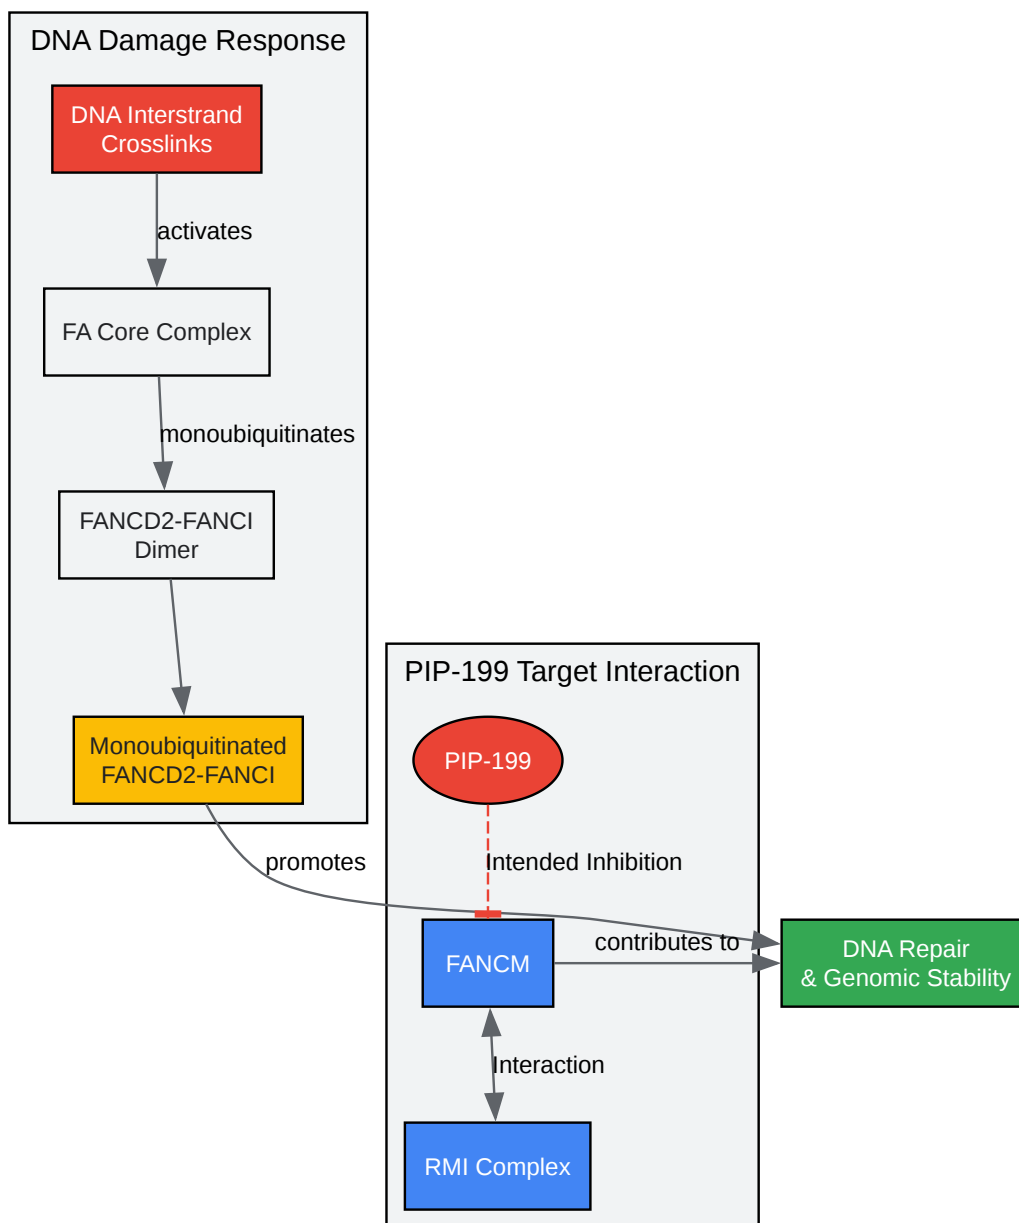 DNA Damage Response
DNA Interstrand
Crosslinks
activates
FA Core Complex
monoubiquitinates
FANCD2-FANCI
Dimer
Monoubiquitinated
FANCD2-FANCI
promotes
PIP-199 Target Interaction
PIP-199
Intended Inhibition
FANCM
contributes to
DNA Repair
& Genomic Stability
Interaction
RMI Complex